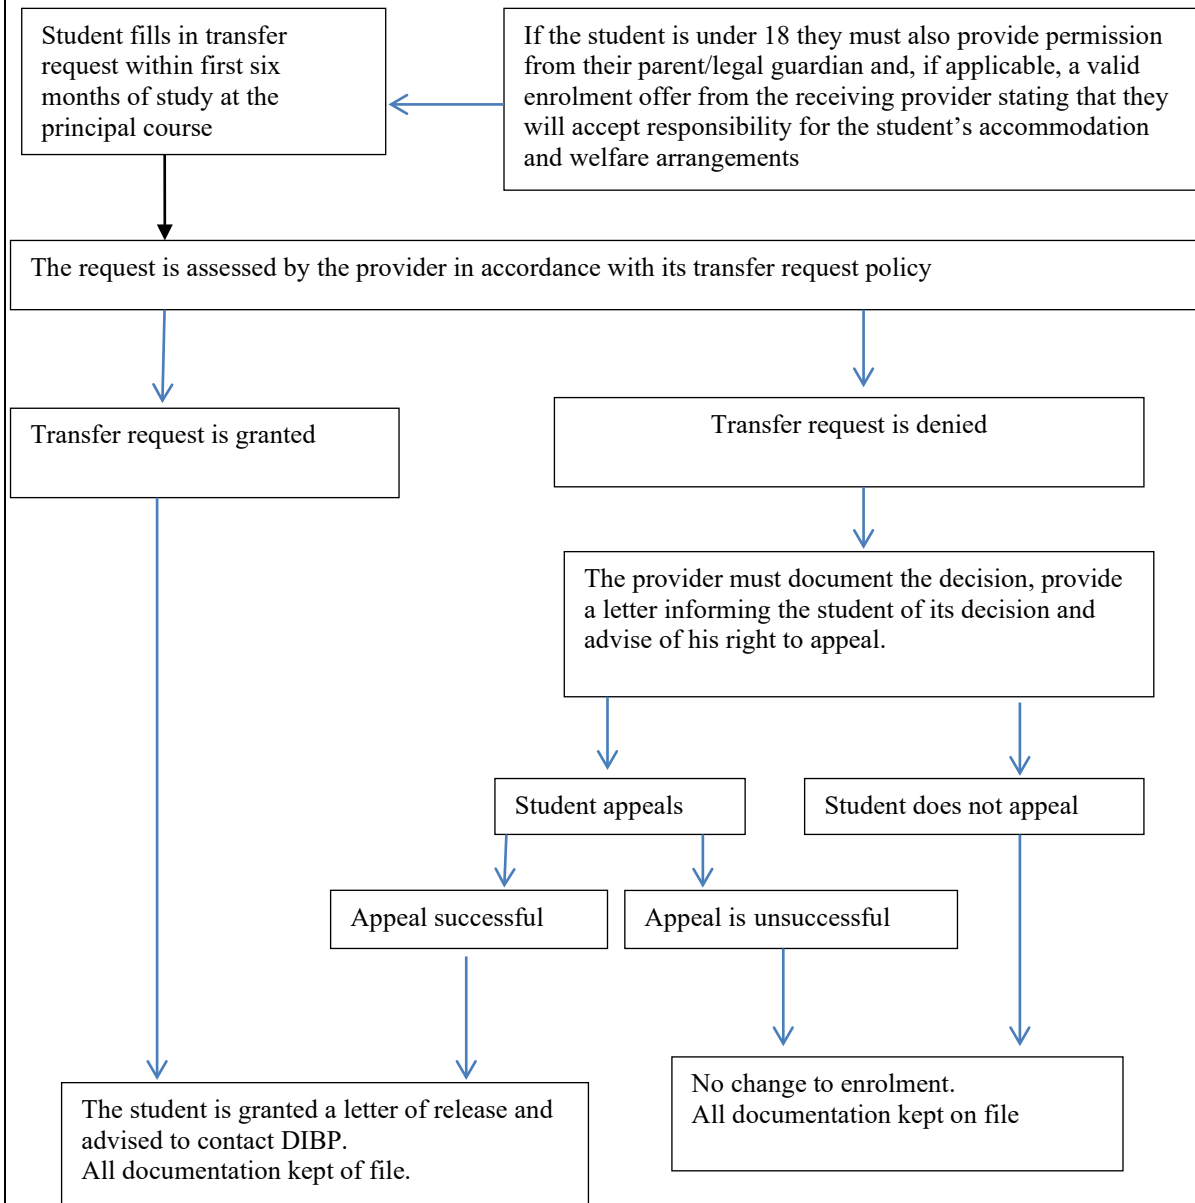 Student fills in transfer
request within first six
months of study at the
principal course
If the student is under 18 they must also provide permission
from their parent/legal guardian and, if applicable, a valid
enrolment offer from the receiving provider stating that they
will accept responsibility for the student’s accommodation
and welfare arrangements
The request is assessed by the provider in accordance with its transfer request policy
Transfer request is granted
Transfer request is denied
The provider must document the decision, provide
a letter informing the student of its decision and
advise of his right to appeal.
Student appeals
Student does not appeal
Appeal successful
Appeal is unsuccessful
The student is granted a letter of release and
advised to contact DIBP.
All documentation kept of file.
No change to enrolment.
All documentation kept on file